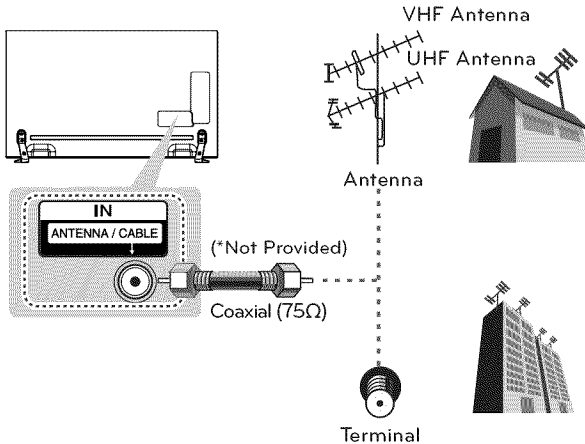 VHF Antenna
UHF Antenna
Antenna
IN
ANTENNA / CABLE
(*Not Provided)
Coaxial (75Ω)
Terminal